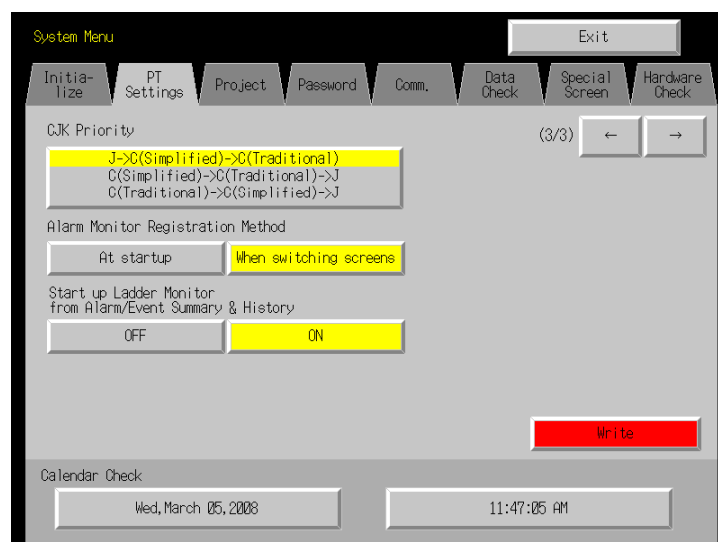 System Menu
Exit
Initia-
lize
PT
Settings
Project
Password
Comm.
Data
Check
Special
Screen
Hardware
Check
CJK Priority
(3/3) ← →
J->C(Simplified)->C(Traditional)
C(Simplified)->C(Traditional)->J
C(Traditional)->C(Simplified)->J
Alarm Monitor Registration Method
At startup
When switching screens
Start up Ladder Monitor
from Alarm/Event Summary & History
OFF
ON
Write
Calendar Check
Wed,March 05,2008
11:47:05 AM